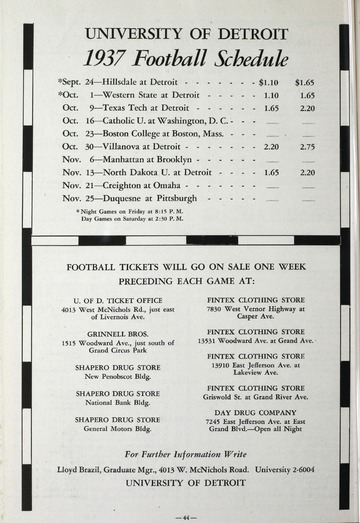 UNIVERSITY OF DETROIT
1937 Football Schedule
*Sept. 24—Hillsdale at Detroit - - - - - - - $1.10 $1.65
*Oct. 1—Western State at Detroit - - - - - 1.10 1.65
Oct. 9—Texas Tech at Detroit - - - - - - 1.65 2.20
Oct. 16—Catholic U. at Washington, D. C. - - - — —
Oct. 23—Boston College at Boston, Mass. - - - — —
Oct. 30—Villanova at Detroit - - - - - - 2.20 2.75
Nov. 6—Manhattan at Brooklyn - - - - - — —
Nov. 13—North Dakota U. at Detroit - - - - 1.65 2.20
Nov. 21—Creighton at Omaha - - - - - - — —
Nov. 25—Duquesne at Pittsburgh - - - - - — —
* Night Games on Friday at 8:15 P. M.
Day Games on Saturday at 2:30 P. M.
FOOTBALL TICKETS WILL GO ON SALE ONE WEEK
PRECEDING EACH GAME AT:
U. OF D. TICKET OFFICE
4013 West McNichols Rd., just east
of Livernois Ave.
GRINNELL BROS.
1515 Woodward Ave., just south of
Grand Circus Park
SHAPERO DRUG STORE
New Penobscot Bldg.
SHAPERO DRUG STORE
National Bank Bldg.
SHAPERO DRUG STORE
General Motors Bldg.
FINTEX CLOTHING STORE
7830 West Vernor Highway at
Casper Ave.
FINTEX CLOTHING STORE
13531 Woodward Ave. at Grand Ave.
FINTEX CLOTHING STORE
13910 East Jefferson Ave. at
Lakeview Ave.
FINTEX CLOTHING STORE
Griswold St. at Grand River Ave.
DAY DRUG COMPANY
7245 East Jefferson Ave. at East
Grand Blvd.—Open all Night
For Further Information Write
Lloyd Brazil, Graduate Mgr., 4013 W. McNichols Road. University 2-6004
UNIVERSITY OF DETROIT
—44—